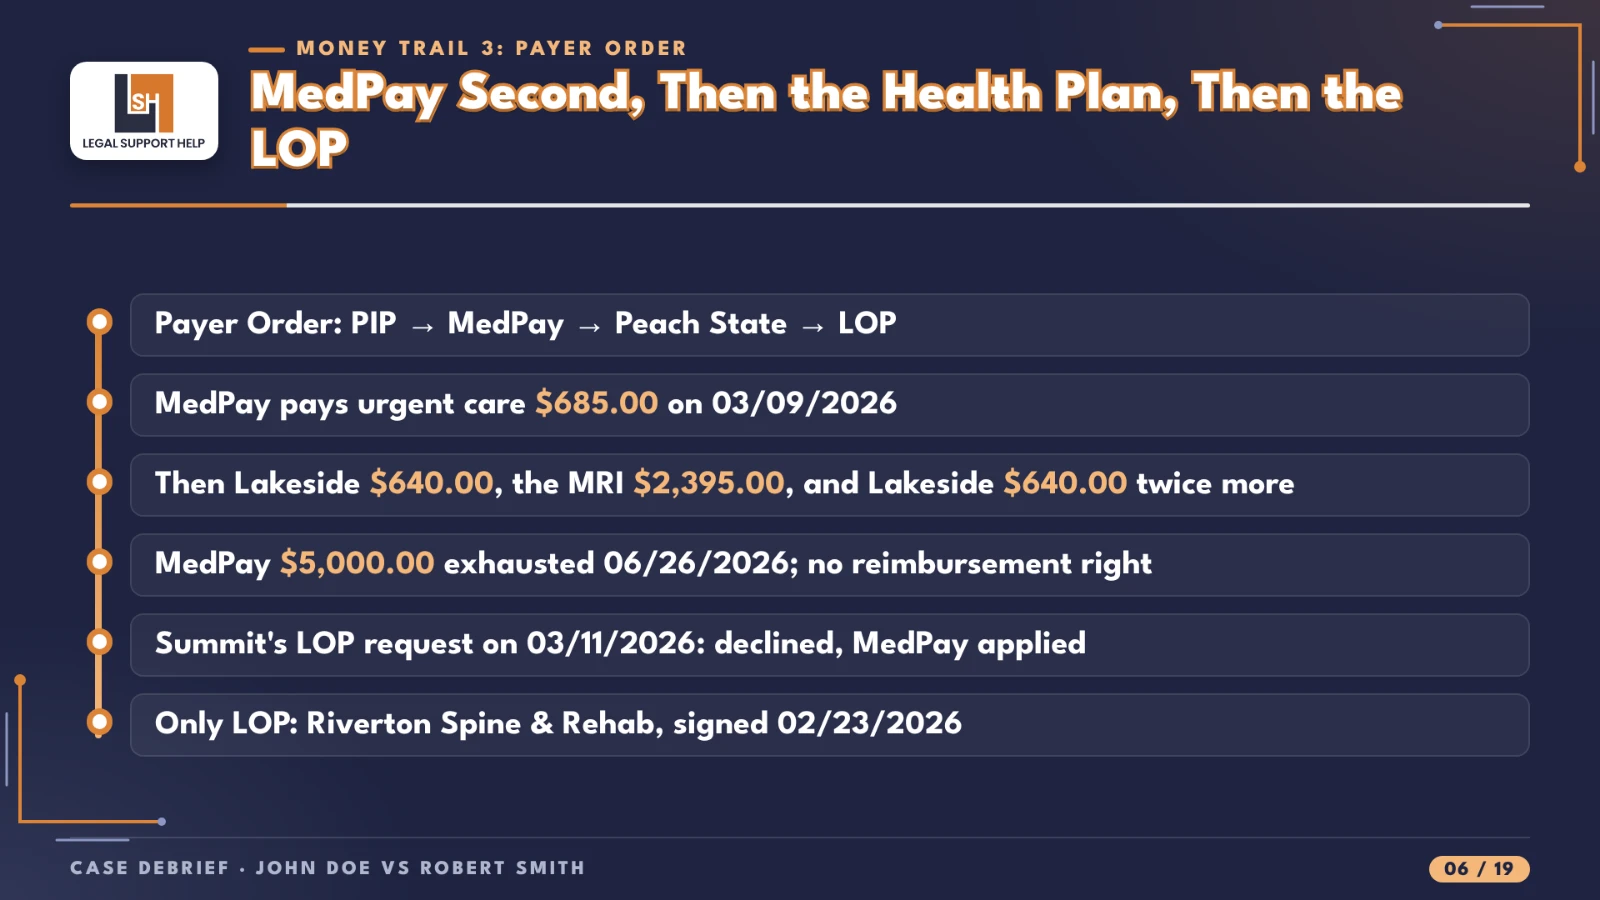 MONEY TRAIL 3: PAYER ORDER
MedPay Second, Then the Health Plan, Then the
LOP
LSH
LEGAL SUPPORT HELP
Payer Order: PIP → MedPay → Peach State → LOP
MedPay pays urgent care $685.00 on 03/09/2026
Then Lakeside $640.00, the MRI $2,395.00, and Lakeside $640.00 twice more
MedPay $5,000.00 exhausted 06/26/2026; no reimbursement right
Summit's LOP request on 03/11/2026: declined, MedPay applied
Only LOP: Riverton Spine & Rehab, signed 02/23/2026
CASE DEBRIEF · JOHN DOE VS ROBERT SMITH
06 / 19